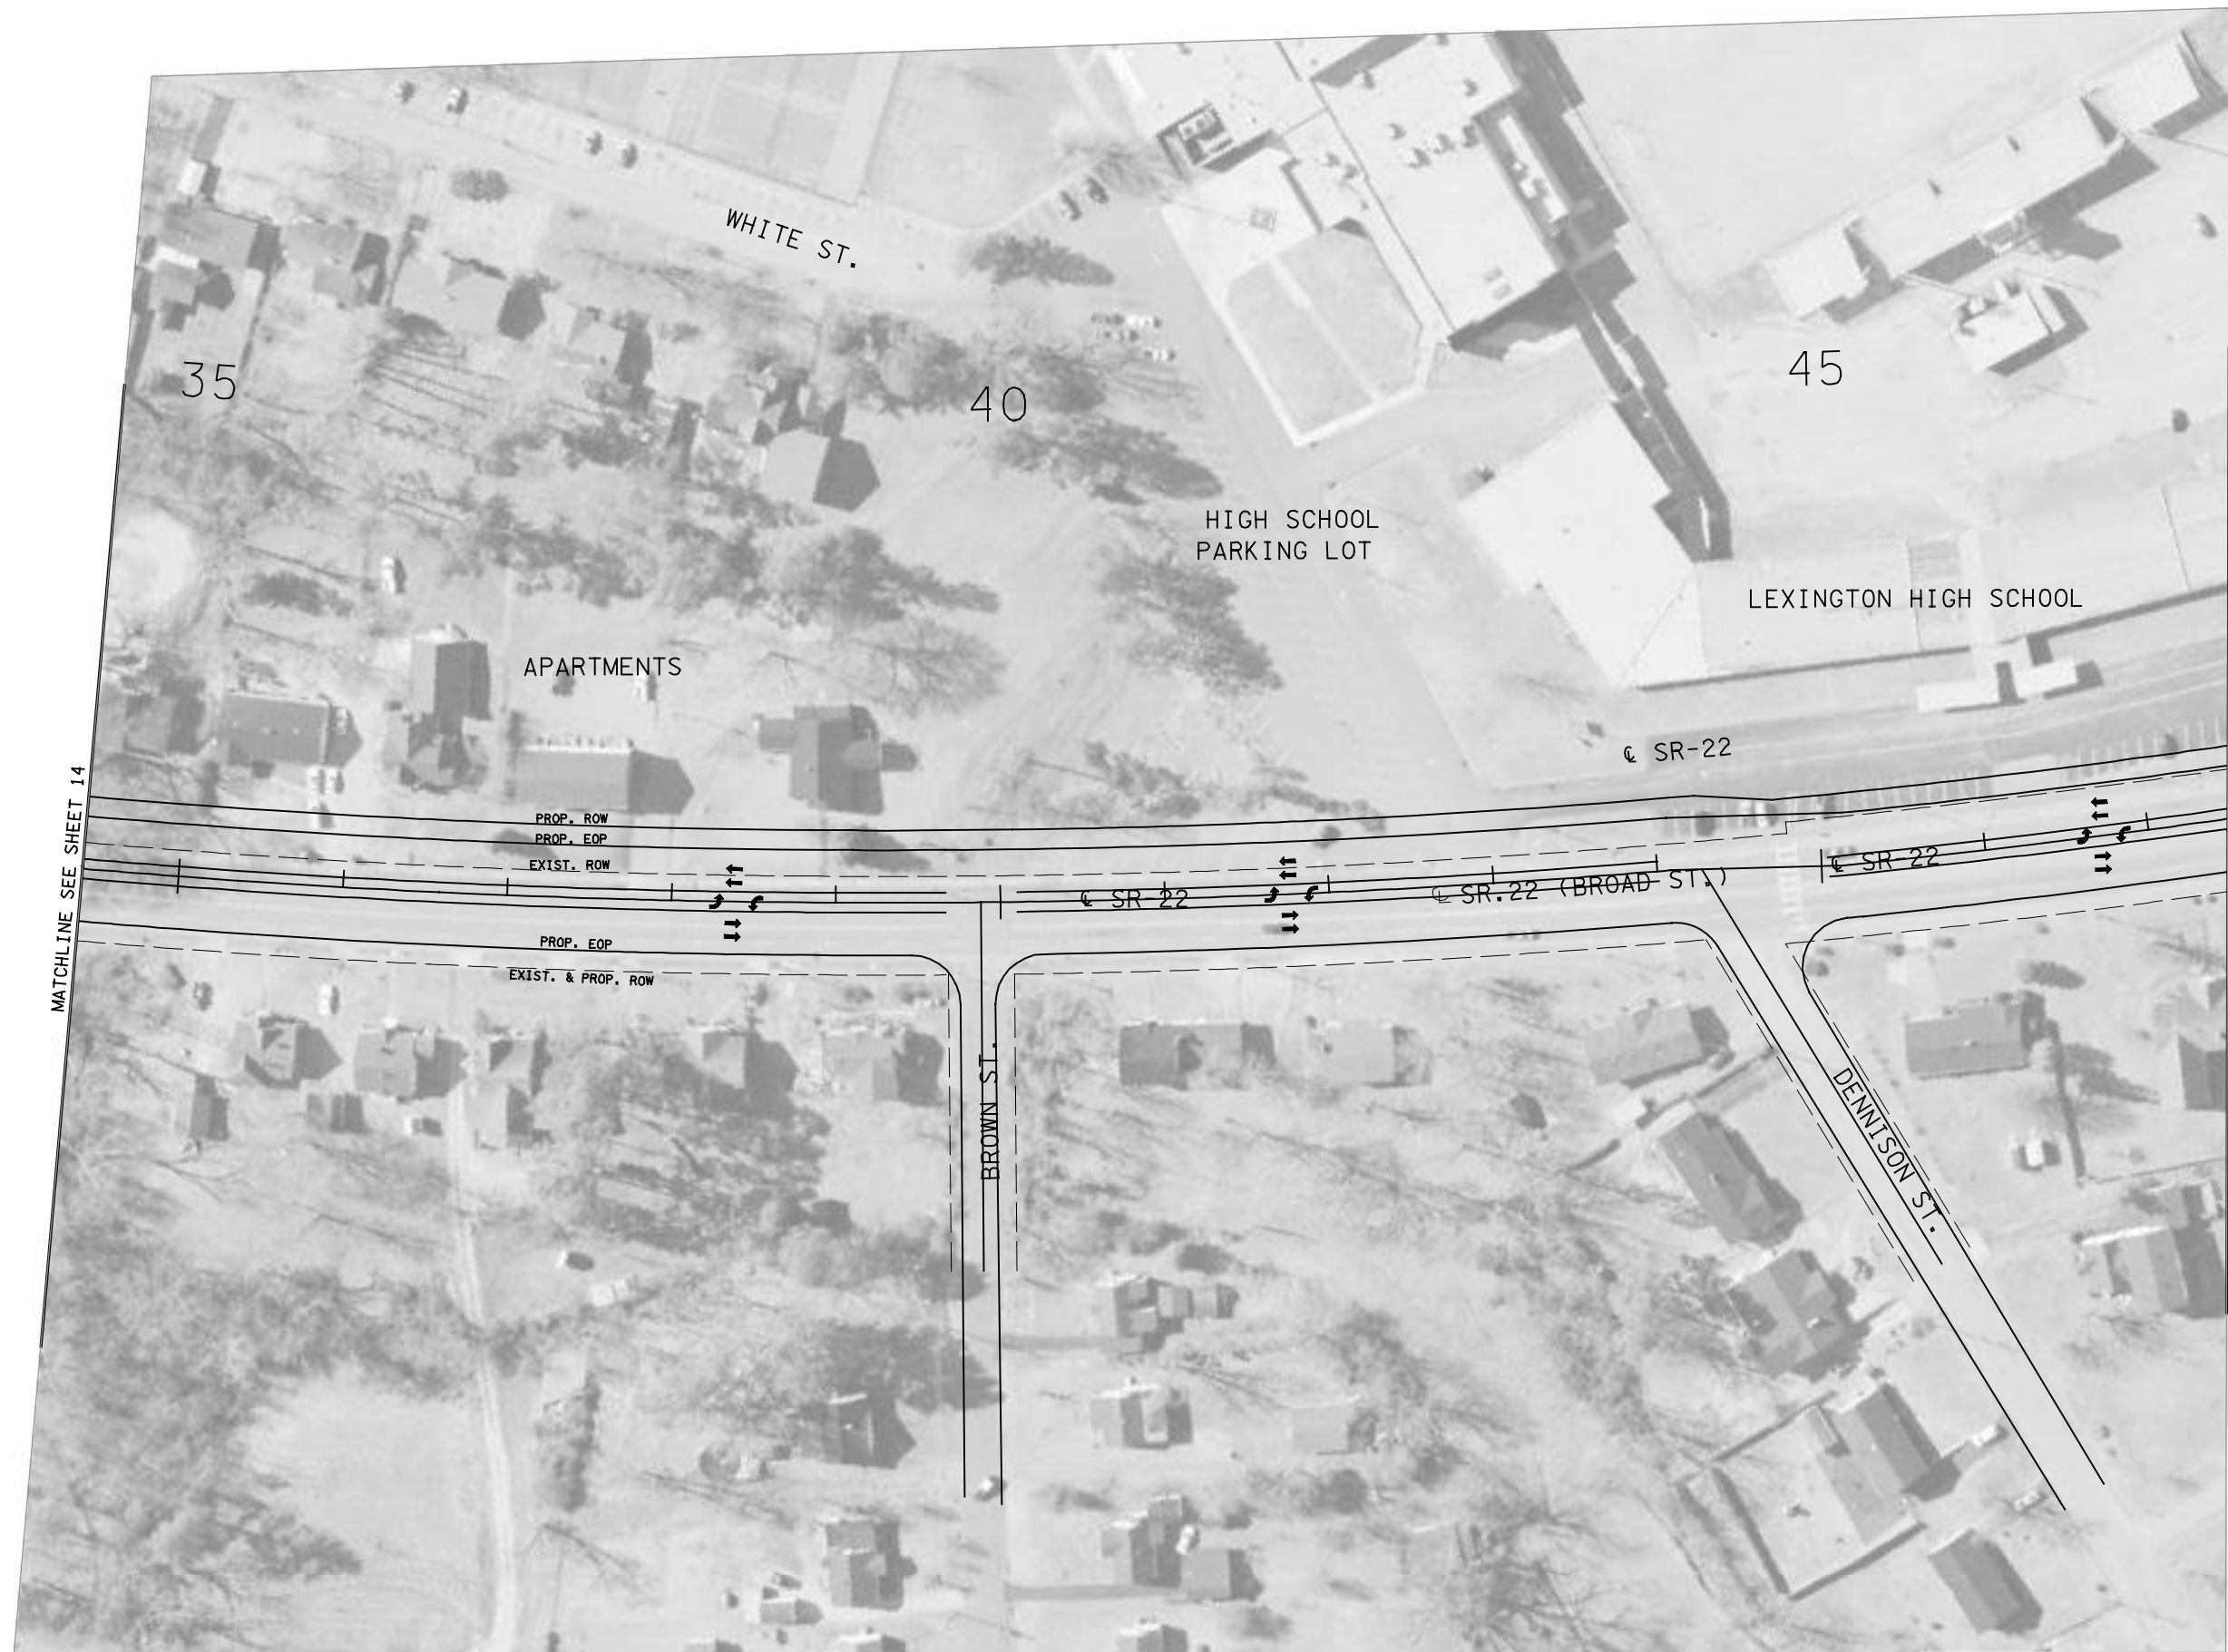 WHITE ST.
35
40
45
HIGH SCHOOL
PARKING LOT
LEXINGTON HIGH SCHOOL
APARTMENTS
℄ SR-22
MATCHLINE SEE SHEET 14
PROP. ROW
PROP. EOP
EXIST. ROW
℄ SR-22
℄ SR.22 (BROAD ST.)
℄ SR-22
PROP. EOP
EXIST. & PROP. ROW
BROWN ST.
DENNISON ST.